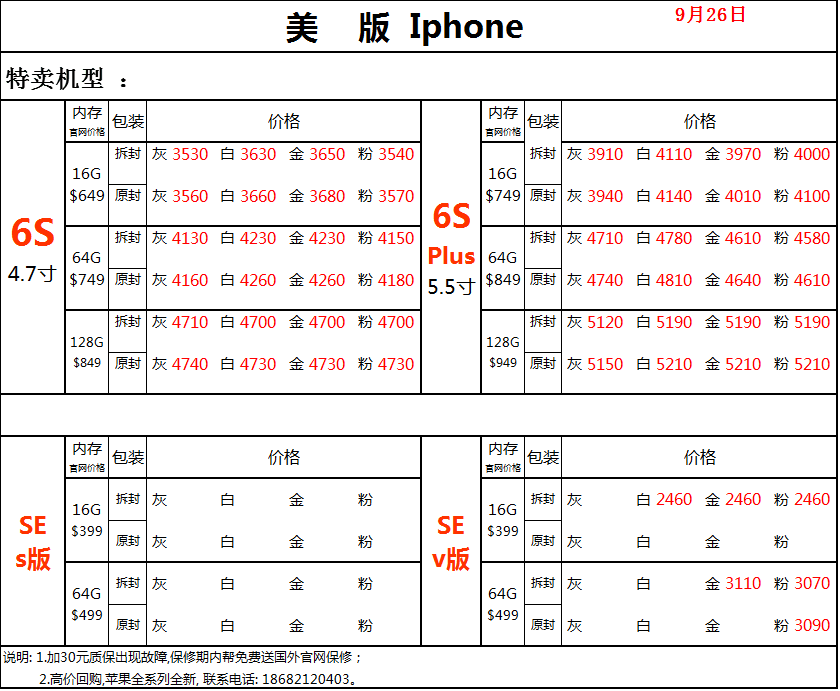 美 版 Iphone 9月26日
特卖机型 :
6S 4.7寸
内存 官网价格 包装 价格
16G $649
拆封 灰 3530 白 3630 金 3650 粉 3540
原封 灰 3560 白 3660 金 3680 粉 3570
64G $749
拆封 灰 4130 白 4230 金 4230 粉 4150
原封 灰 4160 白 4260 金 4260 粉 4180
128G $849
拆封 灰 4710 白 4700 金 4700 粉 4700
原封 灰 4740 白 4730 金 4730 粉 4730
6S Plus 5.5寸
内存 官网价格 包装 价格
16G $749
拆封 灰 3910 白 4110 金 3970 粉 4000
原封 灰 3940 白 4140 金 4010 粉 4100
64G $849
拆封 灰 4710 白 4780 金 4610 粉 4580
原封 灰 4740 白 4810 金 4640 粉 4610
128G $949
拆封 灰 5120 白 5190 金 5190 粉 5190
原封 灰 5150 白 5210 金 5210 粉 5210
SE s版
内存 官网价格 包装 价格
16G $399
拆封 灰 白 金 粉
原封 灰 白 金 粉
64G $499
拆封 灰 白 金 粉
原封 灰 白 金 粉
SE v版
内存 官网价格 包装 价格
16G $399
拆封 灰 白 2460 金 2460 粉 2460
原封 灰 白 金 粉
64G $499
拆封 灰 白 金 3110 粉 3070
原封 灰 白 金 粉 3090
说明: 1.加30元质保出现故障,保修期内帮免费送国外官网保修；
2.高价回购,苹果全系列全新, 联系电话: 18682120403。